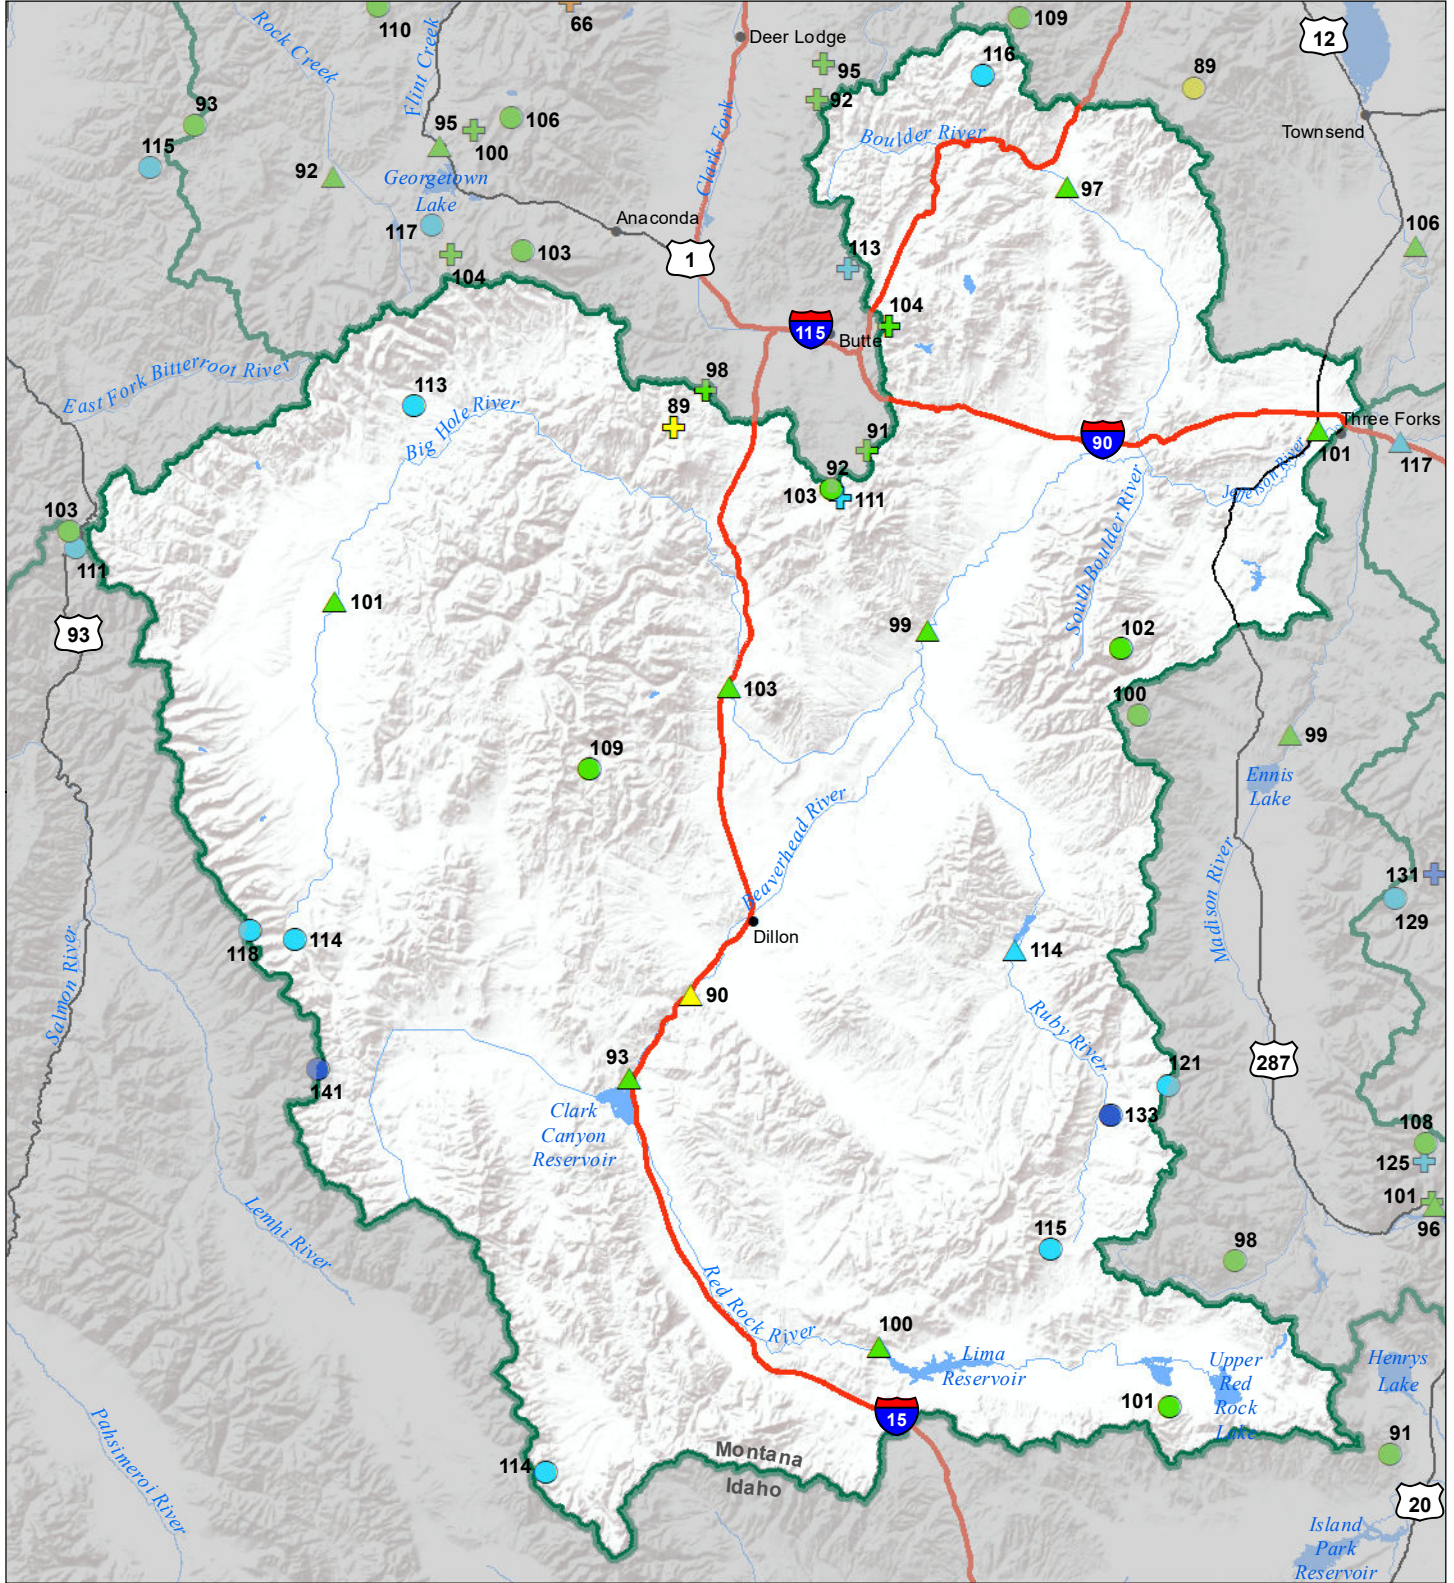 110
66
Rock Creek
Flint Creek
Deer Lodge
109
12
116
95
92
89
93
106
95
100
Townsend
115
92
Georgetown
Lake
Clark Fork
Boulder River
97
117
Anaconda
103
104
1
113
106
115
Butte
104
East Fork Bitterroot River
113
Big Hole River
98
89
91
90
Three Forks
101
117
92
103
111
Jefferson River
103
111
93
101
South Boulder River
99
102
103
100
99
109
Ennis
Lake
Beaverhead River
Madison River
131
129
Dillon
118
114
114
Salmon River
90
Ruby River
93
141
121
287
133
Clark
Canyon
Reservoir
108
125
101
96
Lemhi River
115
98
Red Rock River
100
Lima
Reservoir
Upper
Red
Rock
Lake
Henrys
Lake
101
15
91
Pahsimeroi River
114
Montana
Idaho
20
Island
Park
Reservoir